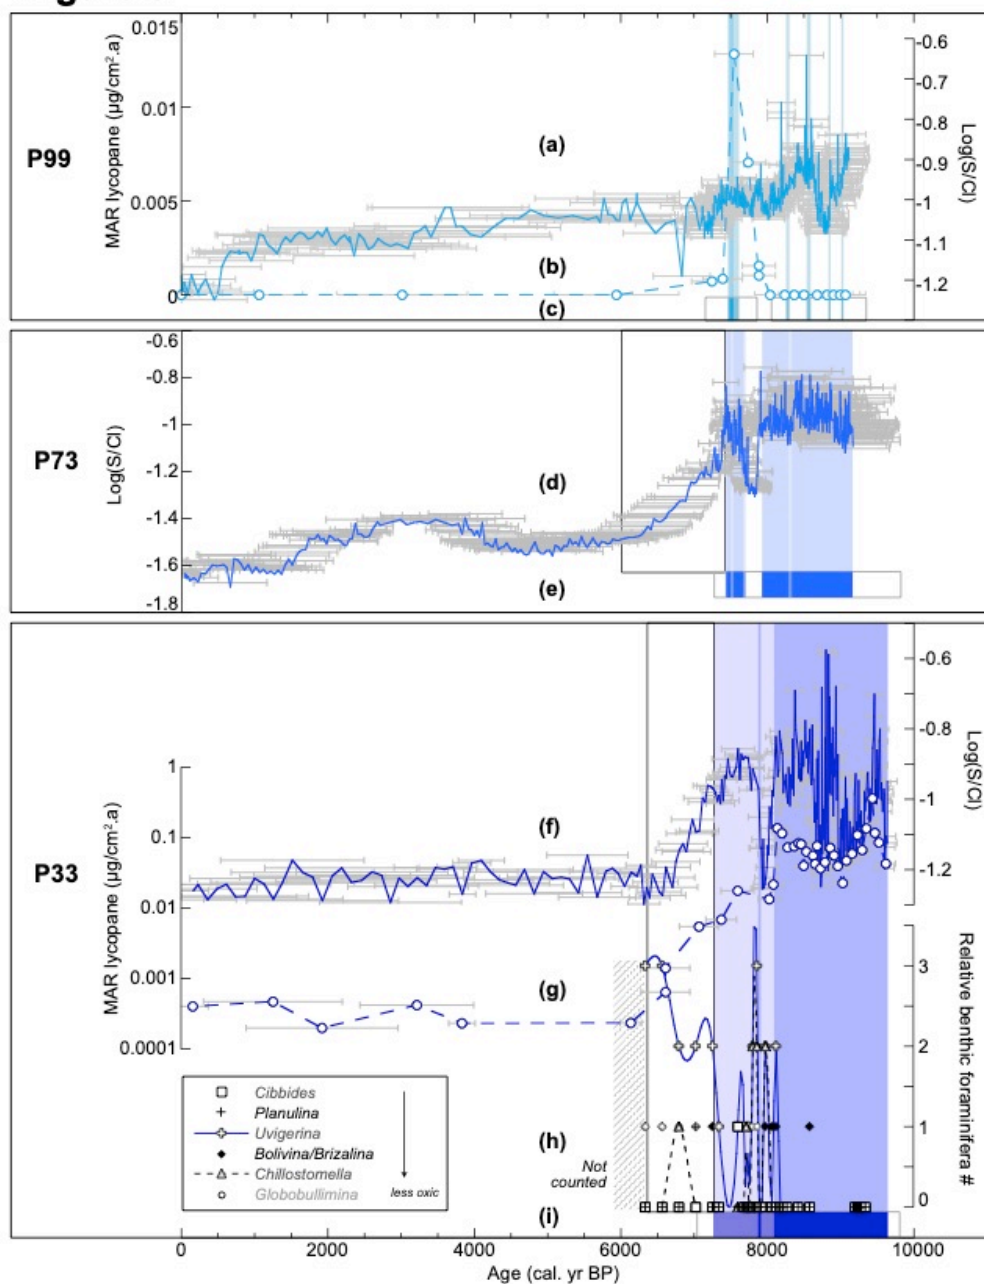 P99
MAR lycopane (µg/cm².a)
0.015
0.01
0.005
0
(a)
(b)
(c)
-0.6
-0.7
-0.8
-0.9
-1
-1.1
-1.2
Log(S/Cl)
P73
Log(S/Cl)
-0.6
-0.8
-1
-1.2
-1.4
-1.6
-1.8
(d)
(e)
P33
MAR lycopane (µg/cm².a)
1
0.1
0.01
0.001
0.0001
(f)
(g)
(h)
(i)
-0.6
-0.8
-1
-1.2
Log(S/Cl)
3
2
1
0
Relative benthic foraminifera #
Not
counted
Cibbides
Planulina
Uvigerina
Bolivina/Brizalina
Chillostomella
Globobullimina
less oxic
0 2000 4000 6000 8000 10000
Age (cal. yr BP)